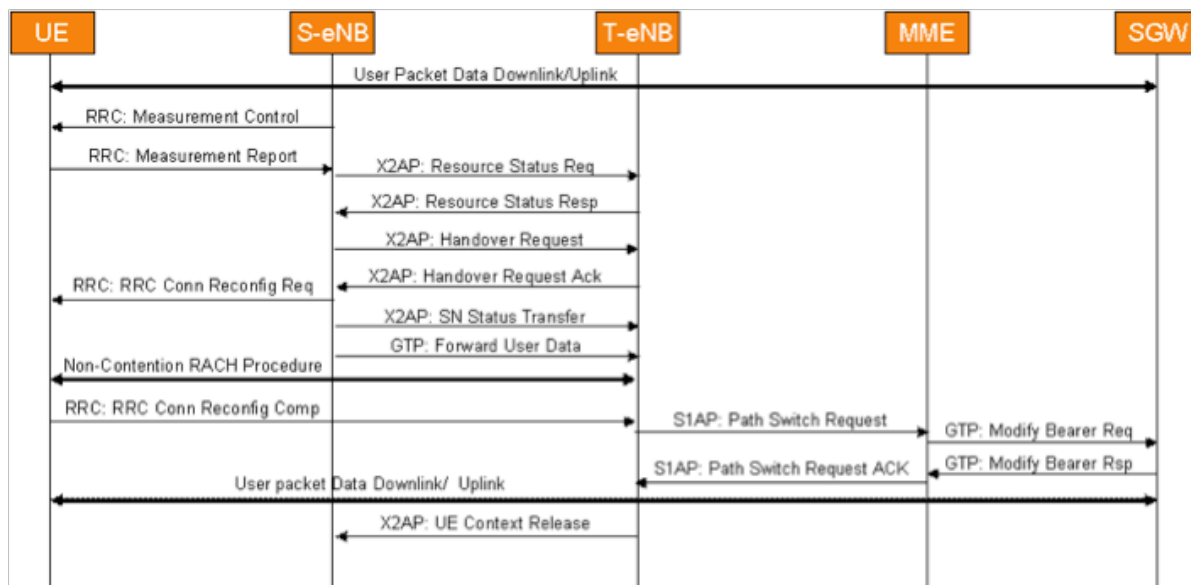 UE S-eNB T-eNB MME SGW
User Packet Data Downlink/Uplink
RRC: Measurement Control
RRC: Measurement Report
X2AP: Resource Status Req
X2AP: Resource Status Resp
X2AP: Handover Request
X2AP: Handover Request Ack
RRC: RRC Conn Reconfig Req
X2AP: SN Status Transfer
GTP: Forward User Data
Non-Contention RACH Procedure
RRC: RRC Conn Reconfig Comp
S1AP: Path Switch Request
GTP: Modify Bearer Req
S1AP: Path Switch Request ACK
GTP: Modify Bearer Rsp
User packet Data Downlink/ Uplink
X2AP: UE Context Release